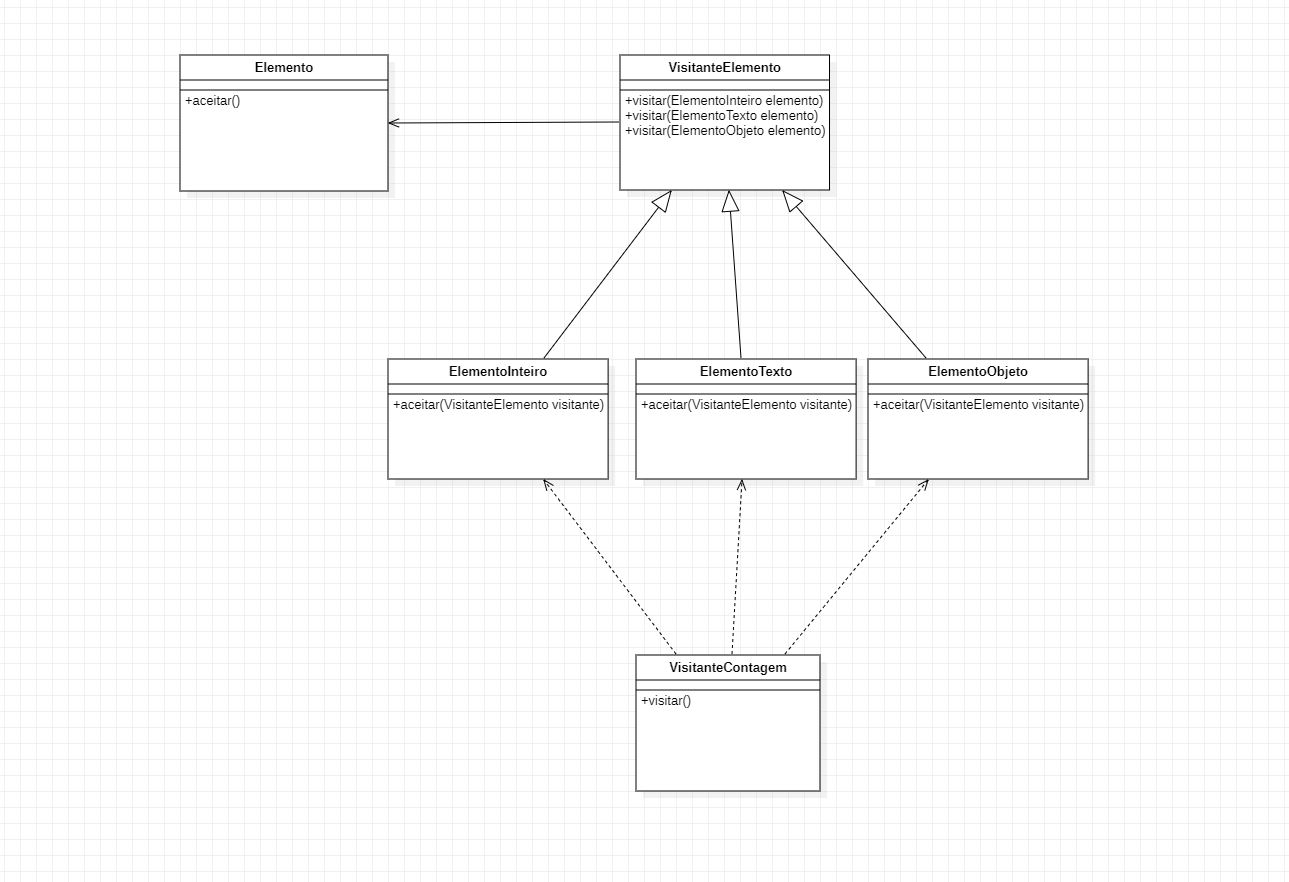 Elemento
+aceitar()
VisitanteElemento
+visitar(ElementoInteiro elemento)
+visitar(ElementoTexto elemento)
+visitar(ElementoObjeto elemento)
ElementoInteiro
+aceitar(VisitanteElemento visitante)
ElementoTexto
+aceitar(VisitanteElemento visitante)
ElementoObjeto
+aceitar(VisitanteElemento visitante)
VisitanteContagem
+visitar()